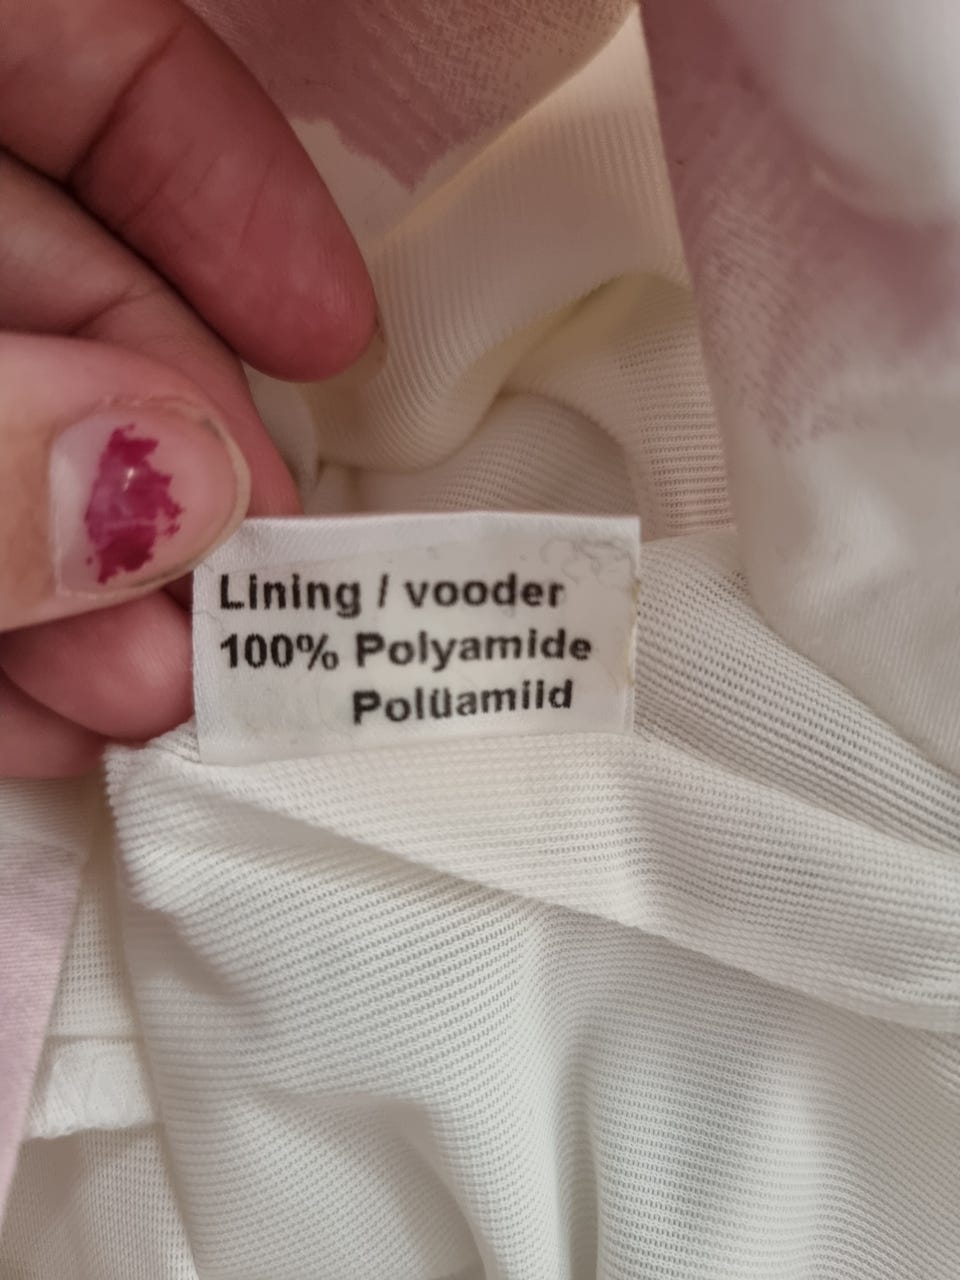 Lining / vooder
100% Polyamide
Polüamiid